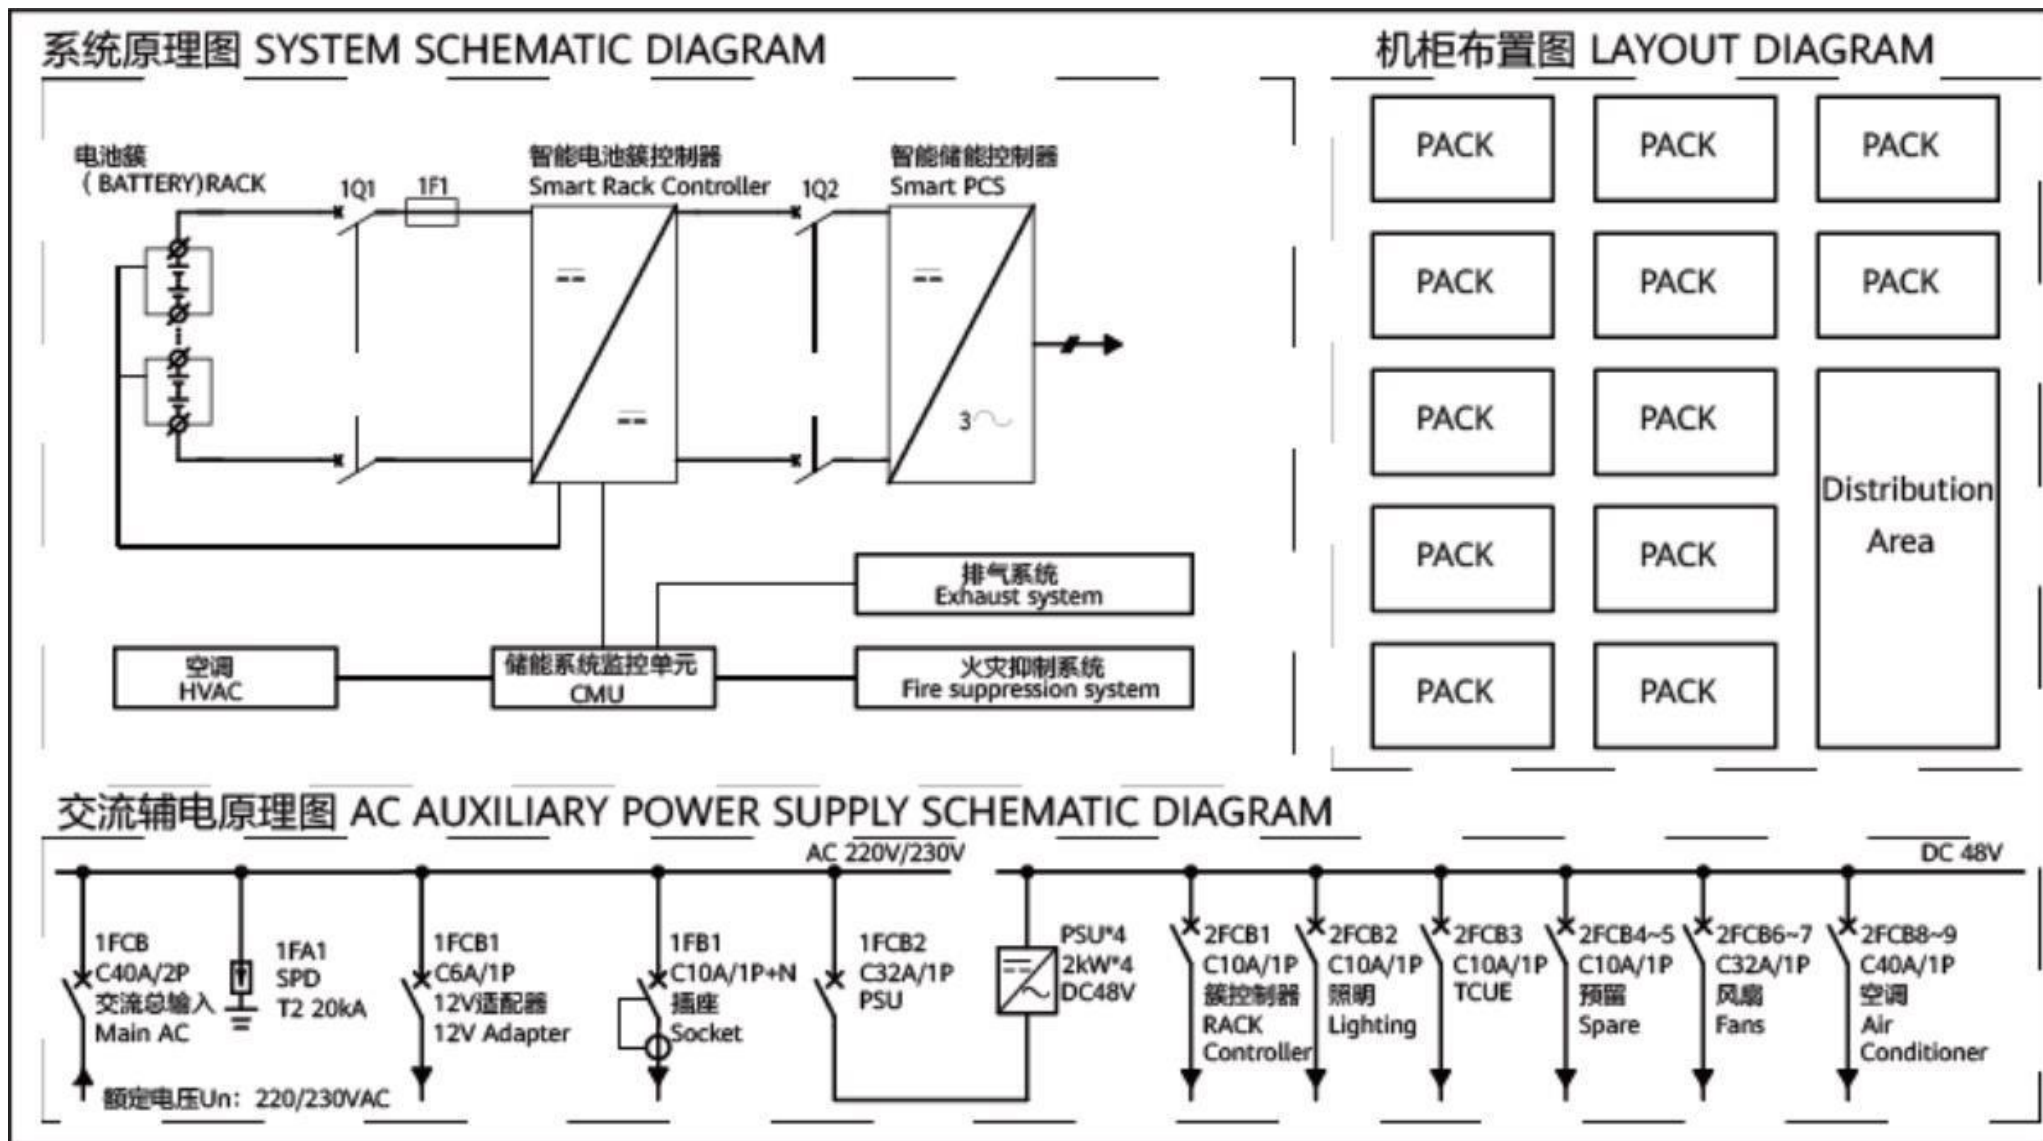 系统原理图 SYSTEM SCHEMATIC DIAGRAM
电池簇
(BATTERY)RACK
1Q1
1F1
智能电池簇控制器
Smart Rack Controller
1Q2
智能储能控制器
Smart PCS
3
排气系统
Exhaust system
空调
HVAC
储能系统监控单元
CMU
火灾抑制系统
Fire suppression system
机柜布置图 LAYOUT DIAGRAM
PACK PACK PACK
PACK PACK PACK
PACK PACK
PACK PACK
PACK PACK
Distribution
Area
交流辅电原理图 AC AUXILIARY POWER SUPPLY SCHEMATIC DIAGRAM
AC 220V/230V
DC 48V
1FCB
C40A/2P
交流总输入
Main AC
额定电压Un: 220/230VAC
1FA1
SPD
T2 20kA
1FCB1
C6A/1P
12V适配器
12V Adapter
1FB1
C10A/1P+N
插座
Socket
1FCB2
C32A/1P
PSU
PSU*4
2kW*4
DC48V
2FCB1
C10A/1P
簇控制器
RACK
Controller
2FCB2
C10A/1P
照明
Lighting
2FCB3
C10A/1P
TCUE
2FCB4~5
C10A/1P
预留
Spare
2FCB6~7
C32A/1P
风扇
Fans
2FCB8~9
C40A/1P
空调
Air
Conditioner